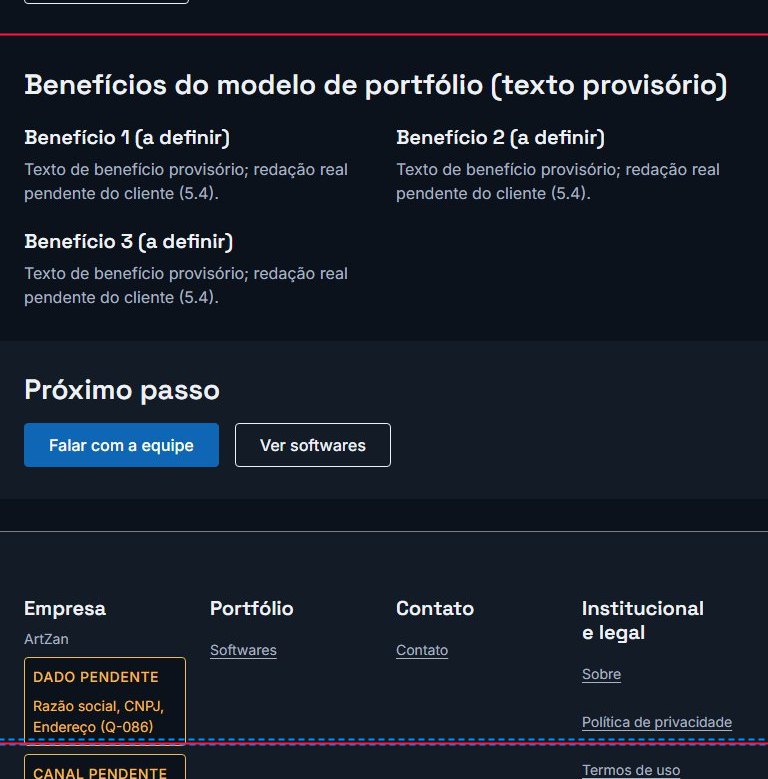 Benefícios do modelo de portfólio (texto provisório)
Benefício 1 (a definir)
Texto de benefício provisório; redação real
pendente do cliente (5.4).
Benefício 2 (a definir)
Texto de benefício provisório; redação real
pendente do cliente (5.4).
Benefício 3 (a definir)
Texto de benefício provisório; redação real
pendente do cliente (5.4).
Próximo passo
Falar com a equipe
Ver softwares
Empresa
ArtZan
DADO PENDENTE
Razão social, CNPJ,
Endereço (Q-086)
CANAL PENDENTE
Portfólio
Softwares
Contato
Contato
Institucional
e legal
Sobre
Política de privacidade
Termos de uso